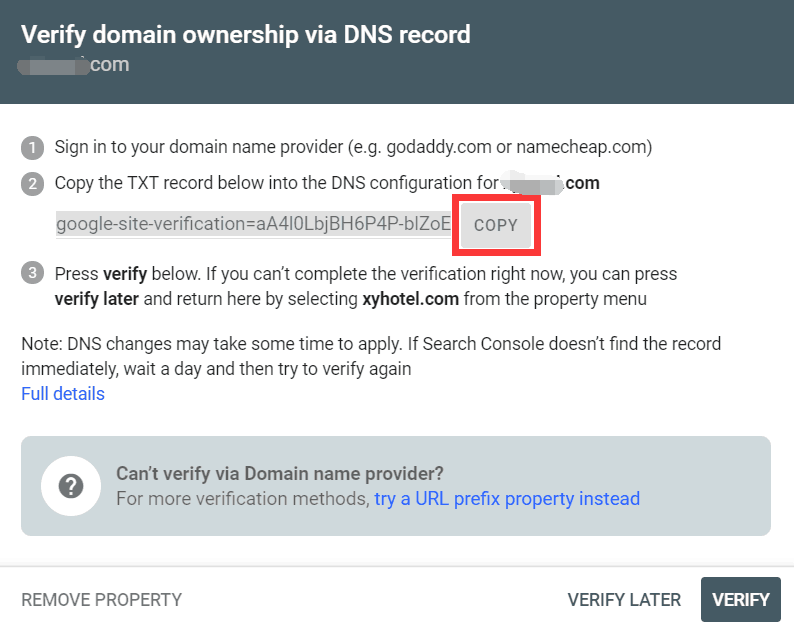 Verify domain ownership via DNS record
com
1 Sign in to your domain name provider (e.g. godaddy.com or namecheap.com)
2 Copy the TXT record below into the DNS configuration for .com
google-site-verification=aA4l0LbjBH6P4P-blZoE COPY
3 Press verify below. If you can't complete the verification right now, you can press
verify later and return here by selecting xyhotel.com from the property menu
Note: DNS changes may take some time to apply. If Search Console doesn't find the record
immediately, wait a day and then try to verify again
Full details
? Can't verify via Domain name provider?
For more verification methods, try a URL prefix property instead
REMOVE PROPERTY VERIFY LATER VERIFY